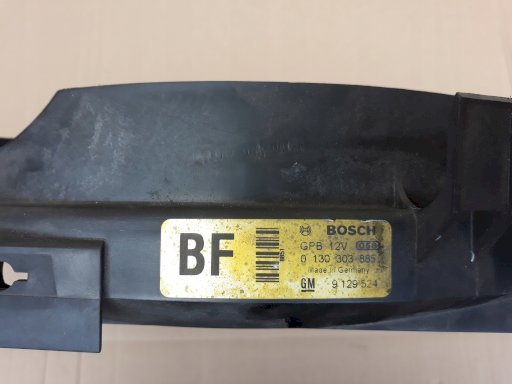 BF
BOSCH
GPB 12V
0 130 303 885
Made in Germany
GM 9 129 524